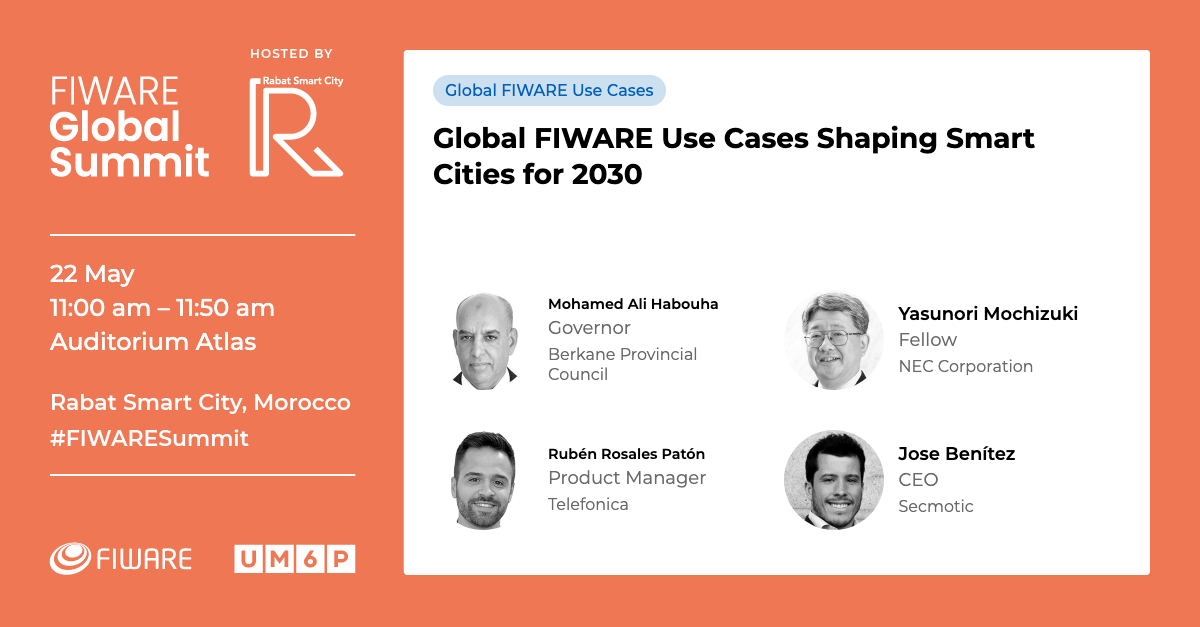 HOSTED BY
FIWARE
Global
Summit
Rabat Smart City
R
22 May
11:00 am – 11:50 am
Auditorium Atlas
Rabat Smart City, Morocco
#FIWARESummit
FIWARE
UM6P
Global FIWARE Use Cases
Global FIWARE Use Cases Shaping Smart
Cities for 2030
Mohamed Ali Habouha
Governor
Berkane Provincial
Council
Yasunori Mochizuki
Fellow
NEC Corporation
Rubén Rosales Patón
Product Manager
Telefonica
Jose Benítez
CEO
Secmotic